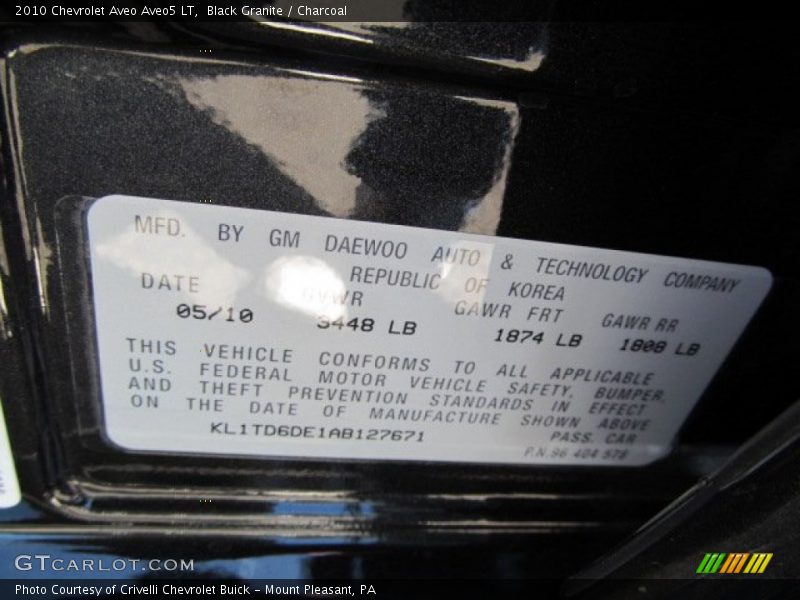 2010 Chevrolet Aveo Aveo5 LT, Black Granite / Charcoal
MFD. BY GM DAEWOO AUTO & TECHNOLOGY COMPANY
REPUBLIC OF KOREA
DATE GVWR GAWR FRT GAWR RR
05/10 3448 LB 1874 LB 1808 LB
THIS VEHICLE CONFORMS TO ALL APPLICABLE
U.S. FEDERAL MOTOR VEHICLE SAFETY, BUMPER,
AND THEFT PREVENTION STANDARDS IN EFFECT
ON THE DATE OF MANUFACTURE SHOWN ABOVE
KL1TD6DE1AB127671 PASS. CAR
P.N. 96 404 578
GTCARLOT.COM
Photo Courtesy of Crivelli Chevrolet Buick - Mount Pleasant, PA